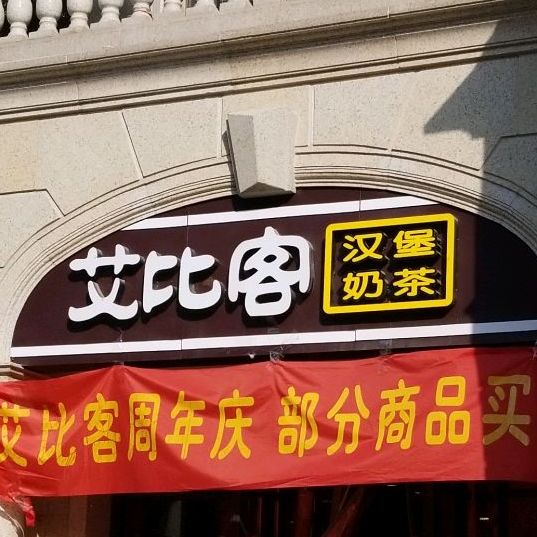 艾比客
汉堡
奶茶
艾比客周年庆 部分商品买